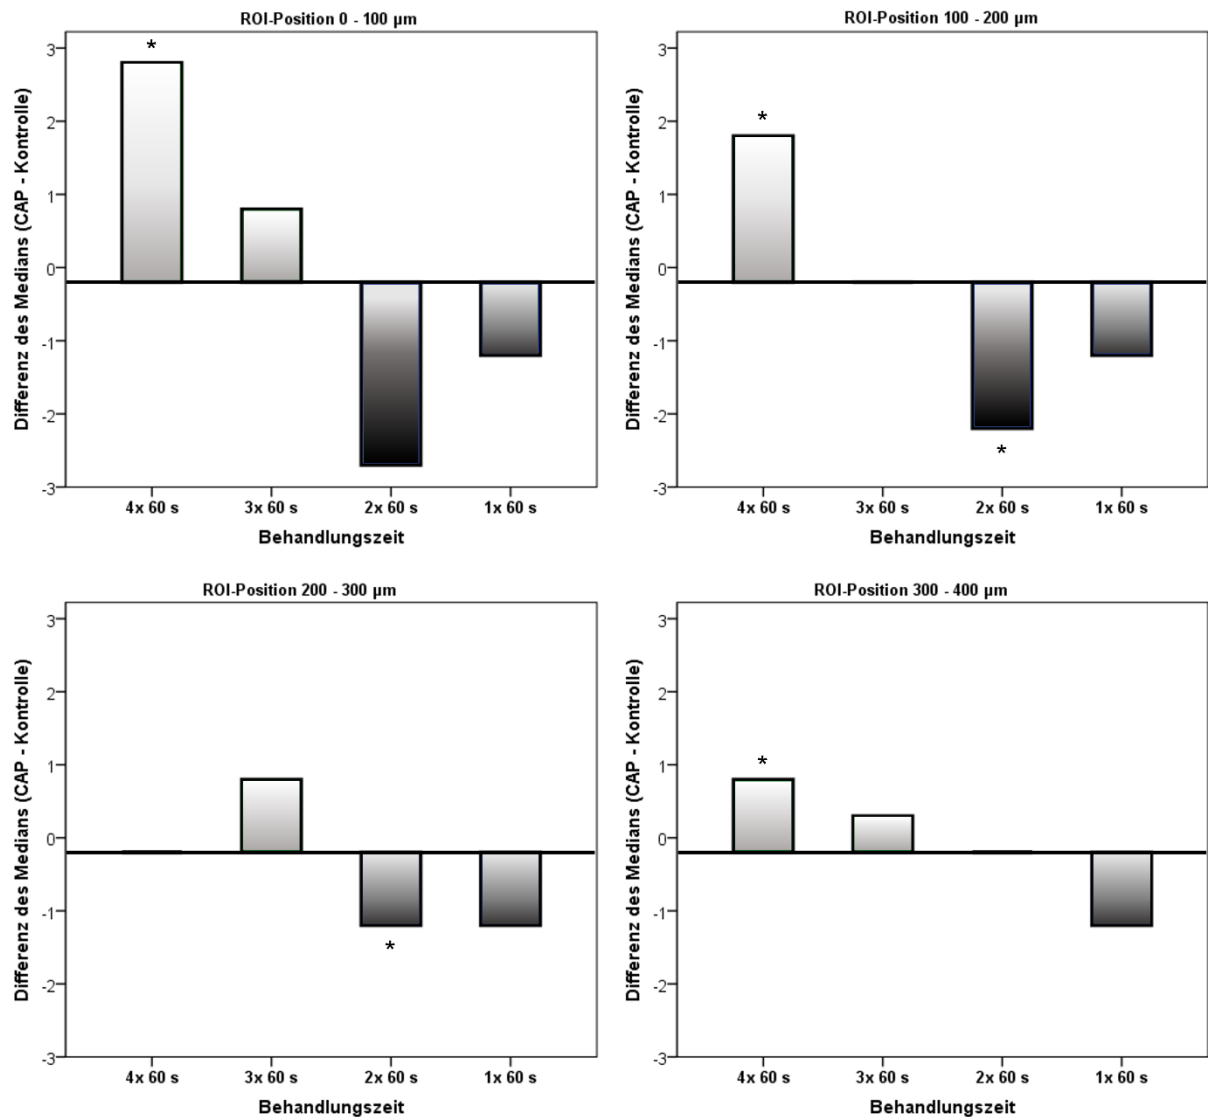 ROI-Position 0 - 100 µm
Differenz des Medians (CAP - Kontrolle)
3
2
1
0
-1
-2
-3
*
4x 60 s 3x 60 s 2x 60 s 1x 60 s
Behandlungszeit
ROI-Position 100 - 200 µm
Differenz des Medians (CAP - Kontrolle)
3
2
1
0
-1
-2
-3
*
*
4x 60 s 3x 60 s 2x 60 s 1x 60 s
Behandlungszeit
ROI-Position 200 - 300 µm
Differenz des Medians (CAP - Kontrolle)
3
2
1
0
-1
-2
-3
*
4x 60 s 3x 60 s 2x 60 s 1x 60 s
Behandlungszeit
ROI-Position 300 - 400 µm
Differenz des Medians (CAP - Kontrolle)
3
2
1
0
-1
-2
-3
*
4x 60 s 3x 60 s 2x 60 s 1x 60 s
Behandlungszeit